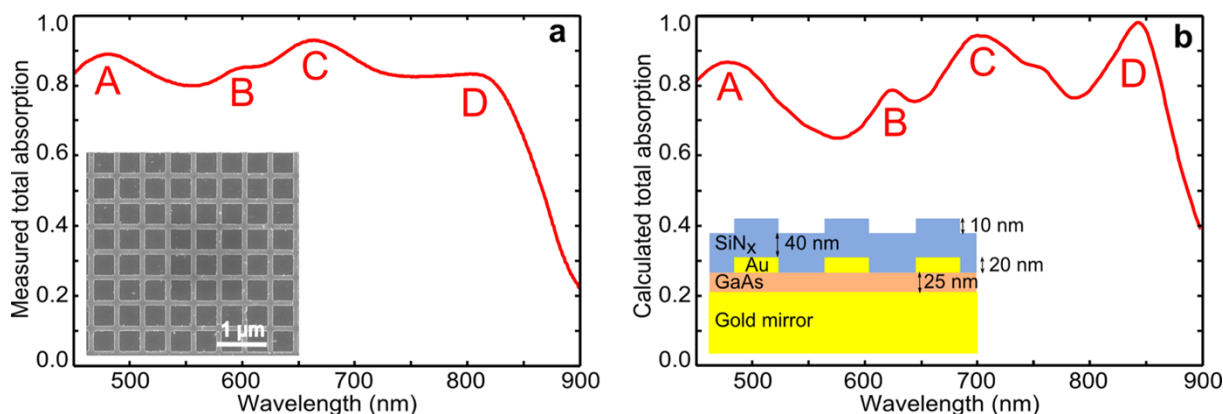 a
Measured total absorption
1.0
0.8
0.6
0.4
0.2
0.0
A
B
C
D
1 µm
500
600
700
800
900
Wavelength (nm)
b
Calculated total absorption
1.0
0.8
0.6
0.4
0.2
0.0
A
B
C
D
10 nm
SiNx
40 nm
Au
20 nm
GaAs
25 nm
Gold mirror
500
600
700
800
900
Wavelength (nm)